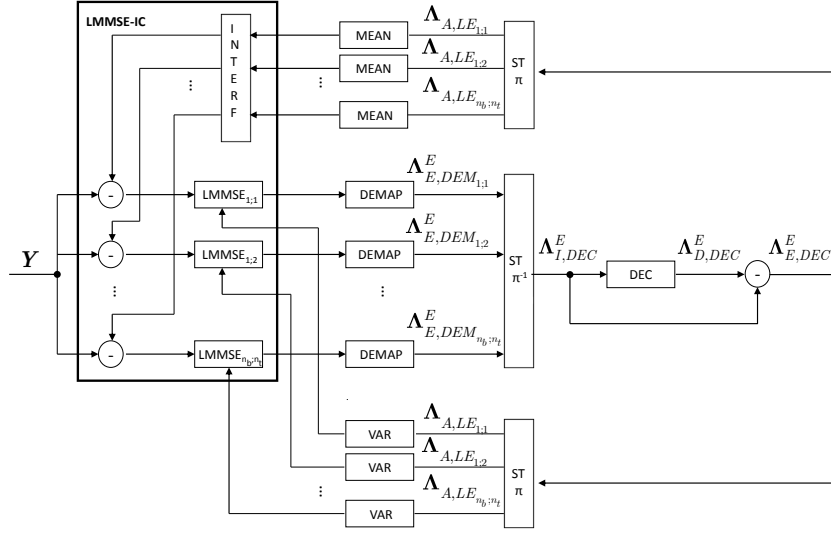 LMMSE-IC
I
N
T
E
R
F
...
...
MEAN
MEAN
MEAN
Λ_{A,LE_{1;1}}
Λ_{A,LE_{1;2}}
Λ_{A,LE_{n_b;n_t}}
ST
π
Y
-
-
...
-
LMMSE_{1;1}
LMMSE_{1;2}
LMMSE_{n_b;n_t}
DEMAP
DEMAP
...
DEMAP
Λ^E_{E,DEM_{1;1}}
Λ^E_{E,DEM_{1;2}}
Λ^E_{E,DEM_{n_b;n_t}}
ST
π^{-1}
Λ^E_{I,DEC}
DEC
Λ^E_{D,DEC}
-
Λ^E_{E,DEC}
VAR
VAR
...
VAR
Λ_{A,LE_{1;1}}
Λ_{A,LE_{1;2}}
Λ_{A,LE_{n_b;n_t}}
ST
π